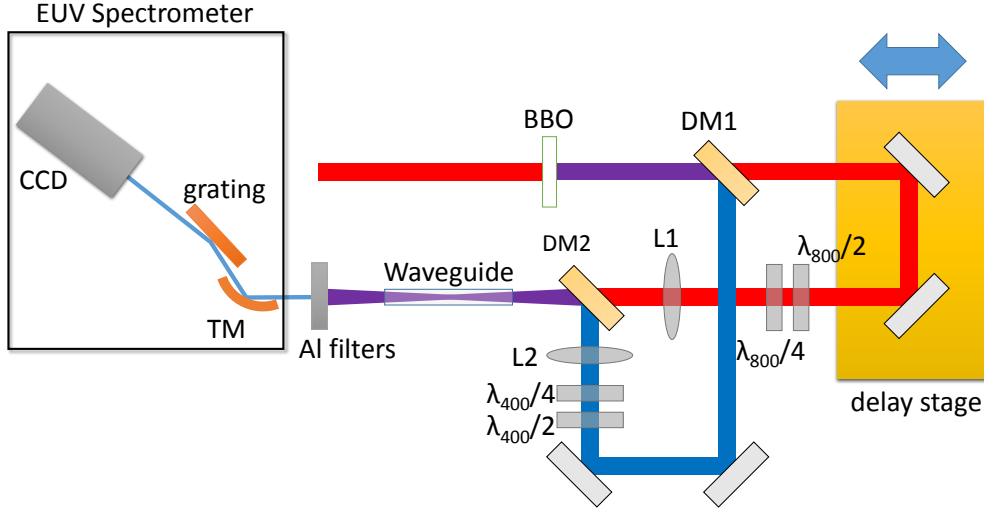 EUV Spectrometer
CCD
grating
TM
Al filters
Waveguide
BBO
DM1
DM2
L1
λ₈₀₀/2
λ₈₀₀/4
L2
λ₄₀₀/4
λ₄₀₀/2
delay stage